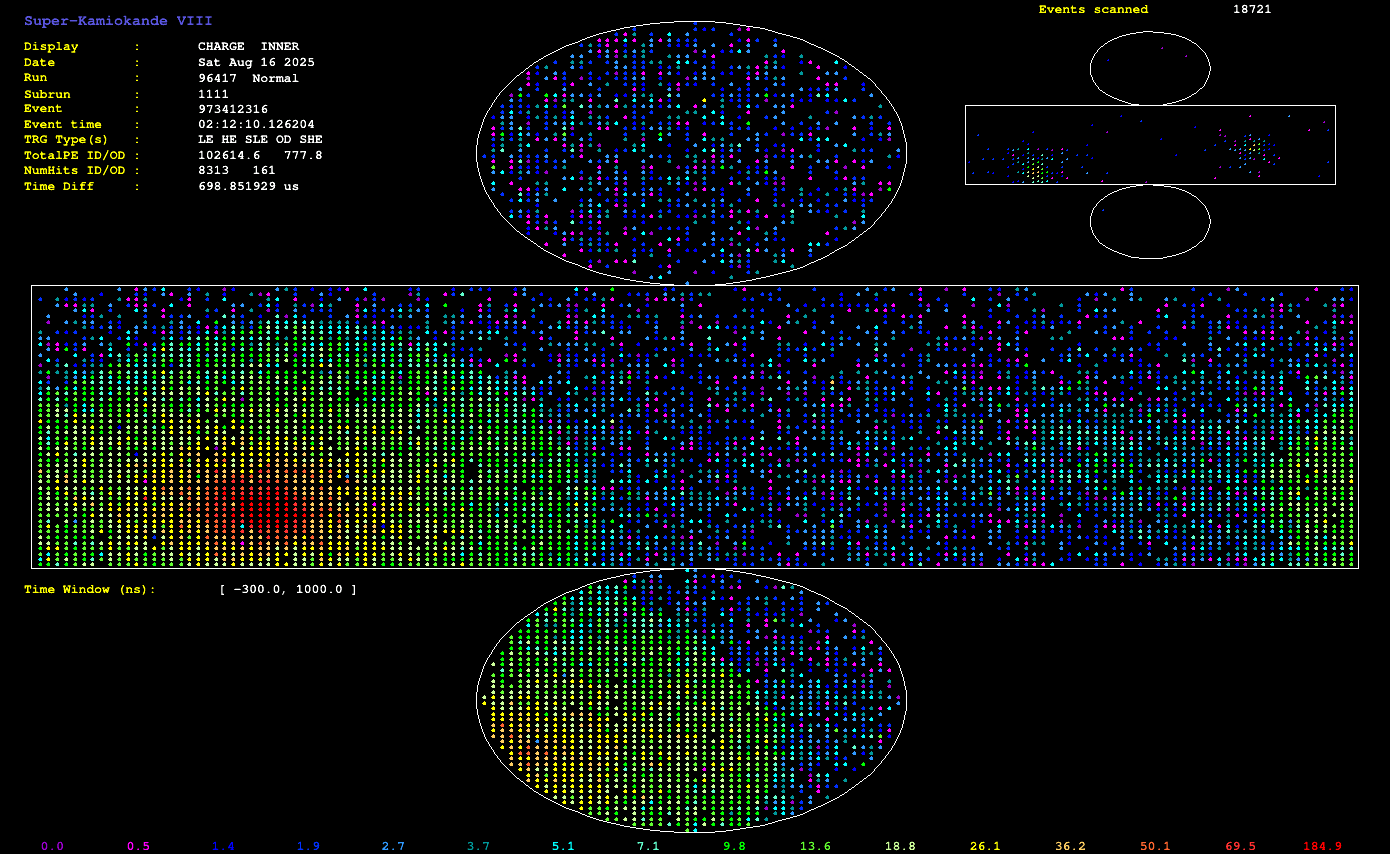 Super-Kamiokande VIII
Events scanned 18721
Display : CHARGE INNER
Date : Sat Aug 16 2025
Run : 96417 Normal
Subrun : 1111
Event : 973412316
Event time : 02:12:10.126204
TRG Type(s) : LE HE SLE OD SHE
TotalPE ID/OD : 102614.6 777.8
NumHits ID/OD : 8313 161
Time Diff : 698.851929 us
Time Window (ns): [ -300.0, 1000.0 ]
0.0 0.5 1.4 1.9 2.7 3.7 5.1 7.1 9.8 13.6 18.8 26.1 36.2 50.1 69.5 184.9